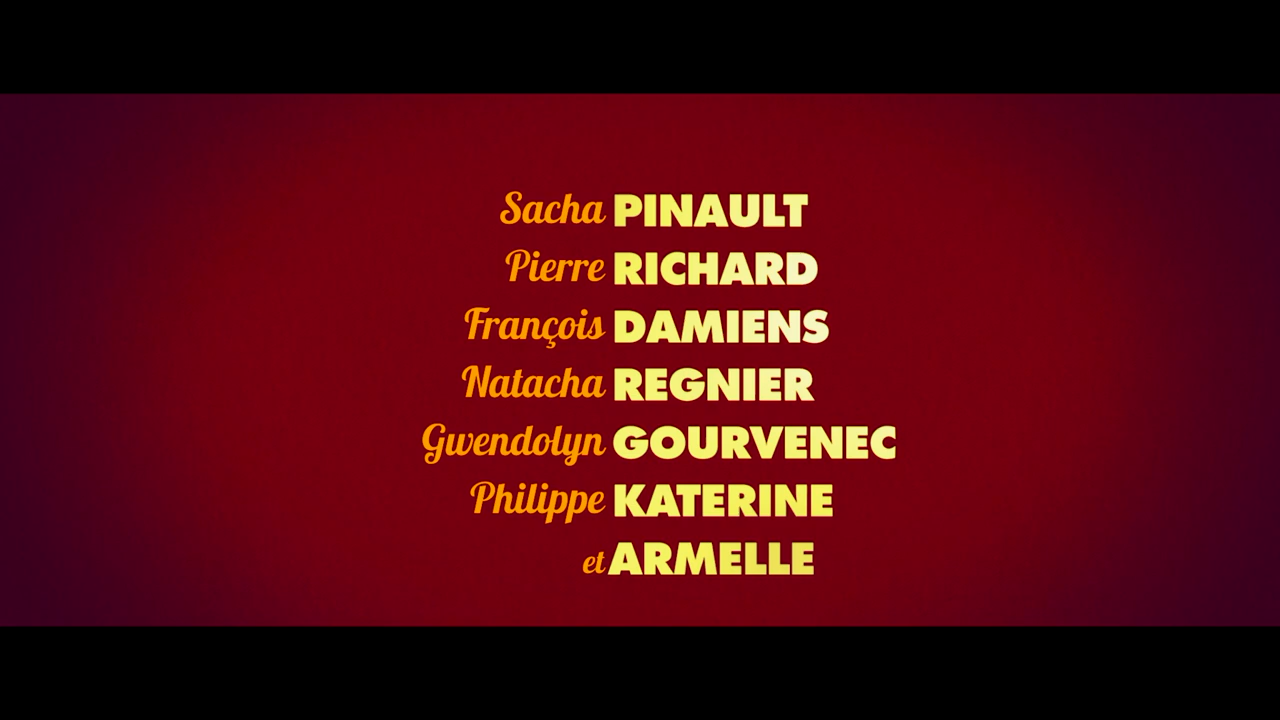 Sacha PINAULT
Pierre RICHARD
François DAMIENS
Natacha REGNIER
Gwendolyn GOURVENEC
Philippe KATERINE
et ARMELLE